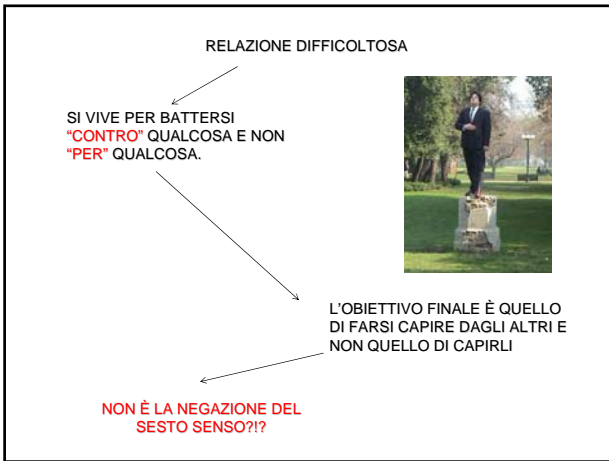 RELAZIONE DIFFICOLTOSA
SI VIVE PER BATTERSI
“CONTRO” QUALCOSA E NON
“PER” QUALCOSA.
L’OBIETTIVO FINALE È QUELLO
DI FARSI CAPIRE DAGLI ALTRI E
NON QUELLO DI CAPIRLI
NON È LA NEGAZIONE DEL
SESTO SENSO?!?